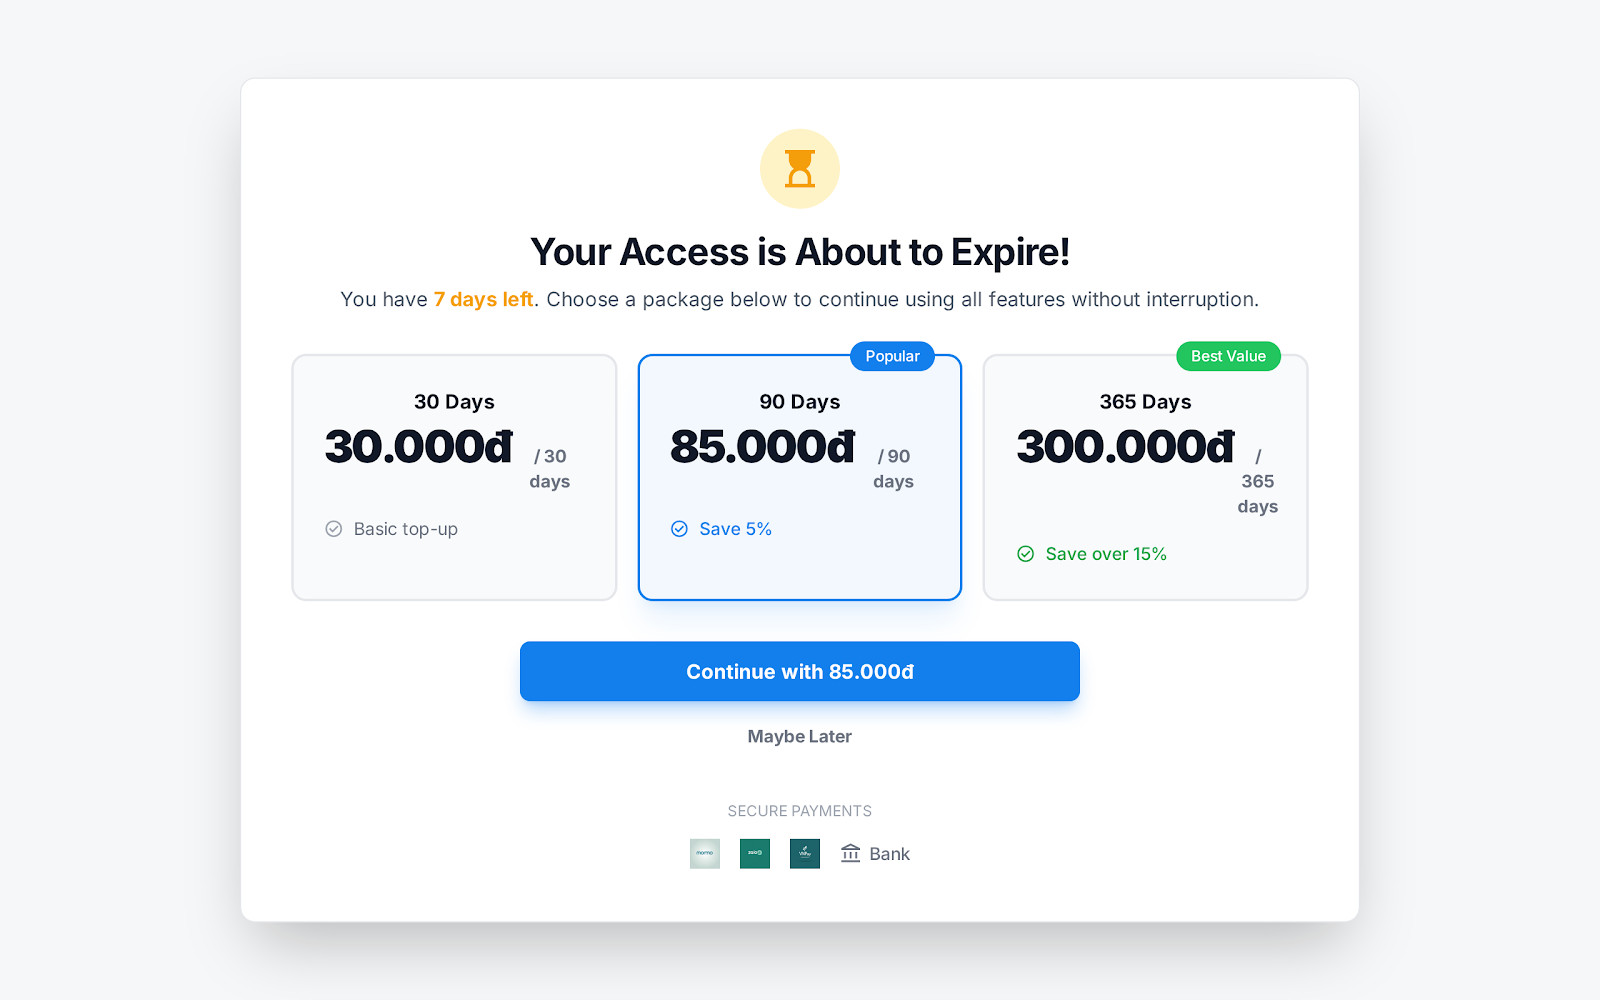 Your Access is About to Expire!
You have 7 days left. Choose a package below to continue using all features without interruption.
30 Days
30.000đ / 30
days
Basic top-up
Popular
90 Days
85.000đ / 90
days
Save 5%
Best Value
365 Days
300.000đ /
365
days
Save over 15%
Continue with 85.000đ
Maybe Later
SECURE PAYMENTS
Bank